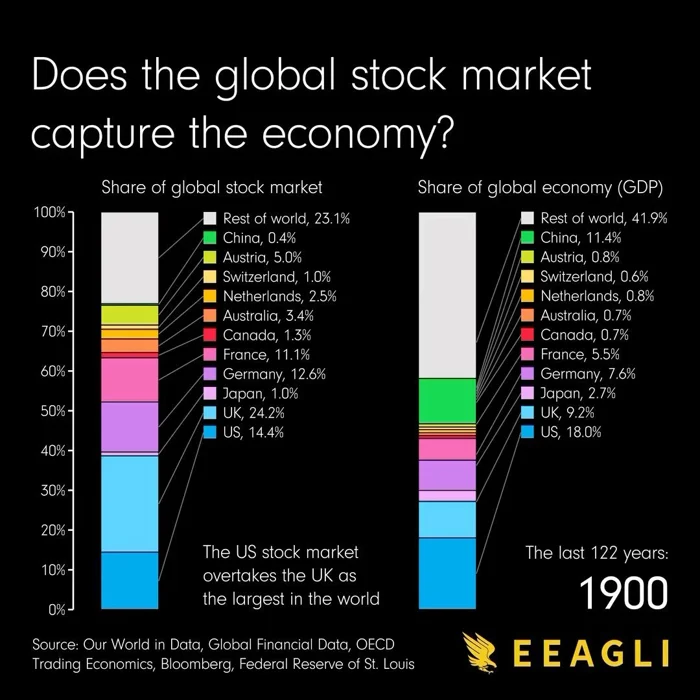 Does the global stock market
capture the economy?
Share of global stock market
100%
90%
80%
70%
60%
50%
40%
30%
20%
10%
0%
Rest of world, 23.1%
China, 0.4%
Austria, 5.0%
Switzerland, 1.0%
Netherlands, 2.5%
Australia, 3.4%
Canada, 1.3%
France, 11.1%
Germany, 12.6%
Japan, 1.0%
UK, 24.2%
US, 14.4%
The US stock market
overtakes the UK as
the largest in the world
Share of global economy (GDP)
Rest of world, 41.9%
China, 11.4%
Austria, 0.8%
Switzerland, 0.6%
Netherlands, 0.8%
Australia, 0.7%
Canada, 0.7%
France, 5.5%
Germany, 7.6%
Japan, 2.7%
UK, 9.2%
US, 18.0%
The last 122 years:
1900
Source: Our World in Data, Global Financial Data, OECD
Trading Economics, Bloomberg, Federal Reserve of St. Louis
EEAGLI